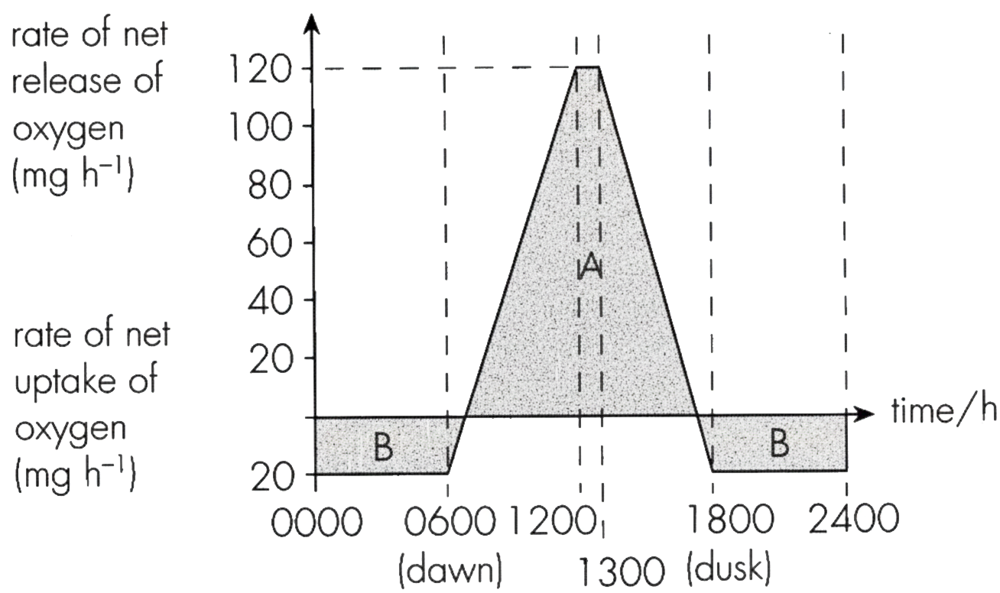 rate of net
release of
oxygen
(mg h⁻¹)
120
100
80
60
40
20
A
rate of net
uptake of
oxygen
(mg h⁻¹)
time/h
B
B
20
0000 0600 1200 1800 2400
(dawn) 1300 (dusk)